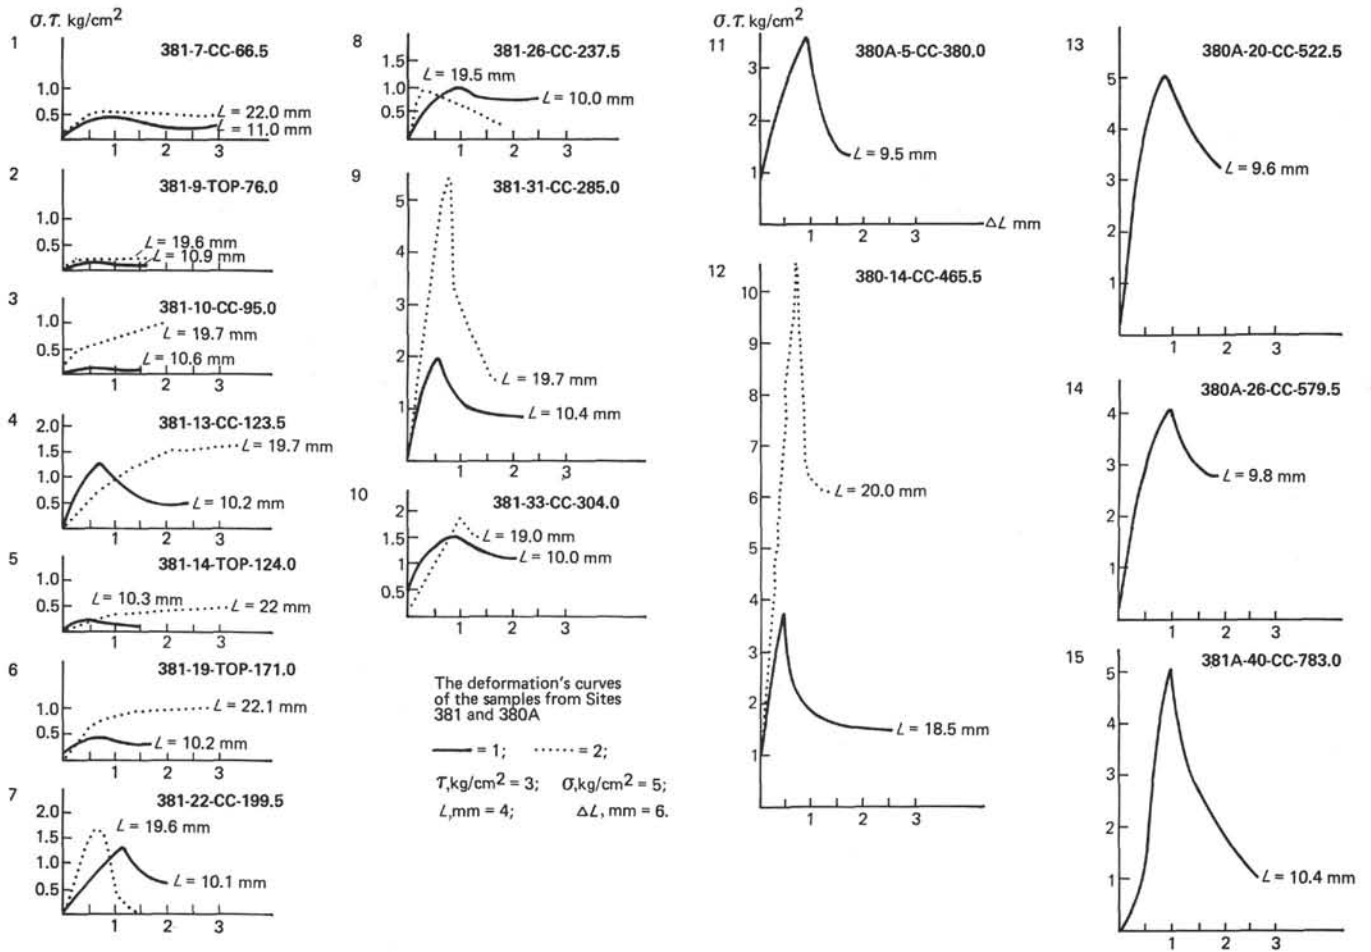 σ.τ. kg/cm2
1
381-7-CC-66.5
1.0
0.5
L = 22.0 mm
L = 11.0 mm
1 2 3
2
381-9-TOP-76.0
1.0
0.5
L = 19.6 mm
L = 10.9 mm
1 2 3
3
381-10-CC-95.0
1.0
0.5
L = 19.7 mm
L = 10.6 mm
1 2 3
4
381-13-CC-123.5
2.0
1.5
1.0
0.5
L = 19.7 mm
L = 10.2 mm
1 2 3
5
381-14-TOP-124.0
1.0
0.5
L = 10.3 mm
L = 22 mm
1 2 3
6
381-19-TOP-171.0
1.0
0.5
L = 22.1 mm
L = 10.2 mm
1 2 3
7
381-22-CC-199.5
2.0
1.5
1.0
0.5
L = 19.6 mm
L = 10.1 mm
1 2 3
8
381-26-CC-237.5
1.5
1.0
0.5
L = 19.5 mm
L = 10.0 mm
1 2 3
9
381-31-CC-285.0
5
4
3
2
1
L = 19.7 mm
L = 10.4 mm
1 2 3
10
381-33-CC-304.0
2
1.5
1
0.5
L = 19.0 mm
L = 10.0 mm
1 2 3
The deformation's curves
of the samples from Sites
381 and 380A
= 1; = 2;
τ,kg/cm2 = 3; σ,kg/cm2 = 5;
L,mm = 4; ΔL, mm = 6.
σ.τ. kg/cm2
11
380A-5-CC-380.0
3
2
1
L = 9.5 mm
ΔL mm
1 2 3
12
380-14-CC-465.5
10
9
8
7
6
5
4
3
2
1
L = 20.0 mm
L = 18.5 mm
1 2 3
13
380A-20-CC-522.5
5
4
3
2
1
L = 9.6 mm
1 2 3
14
380A-26-CC-579.5
4
3
2
1
L = 9.8 mm
1 2 3
15
381A-40-CC-783.0
5
4
3
2
1
L = 10.4 mm
1 2 3